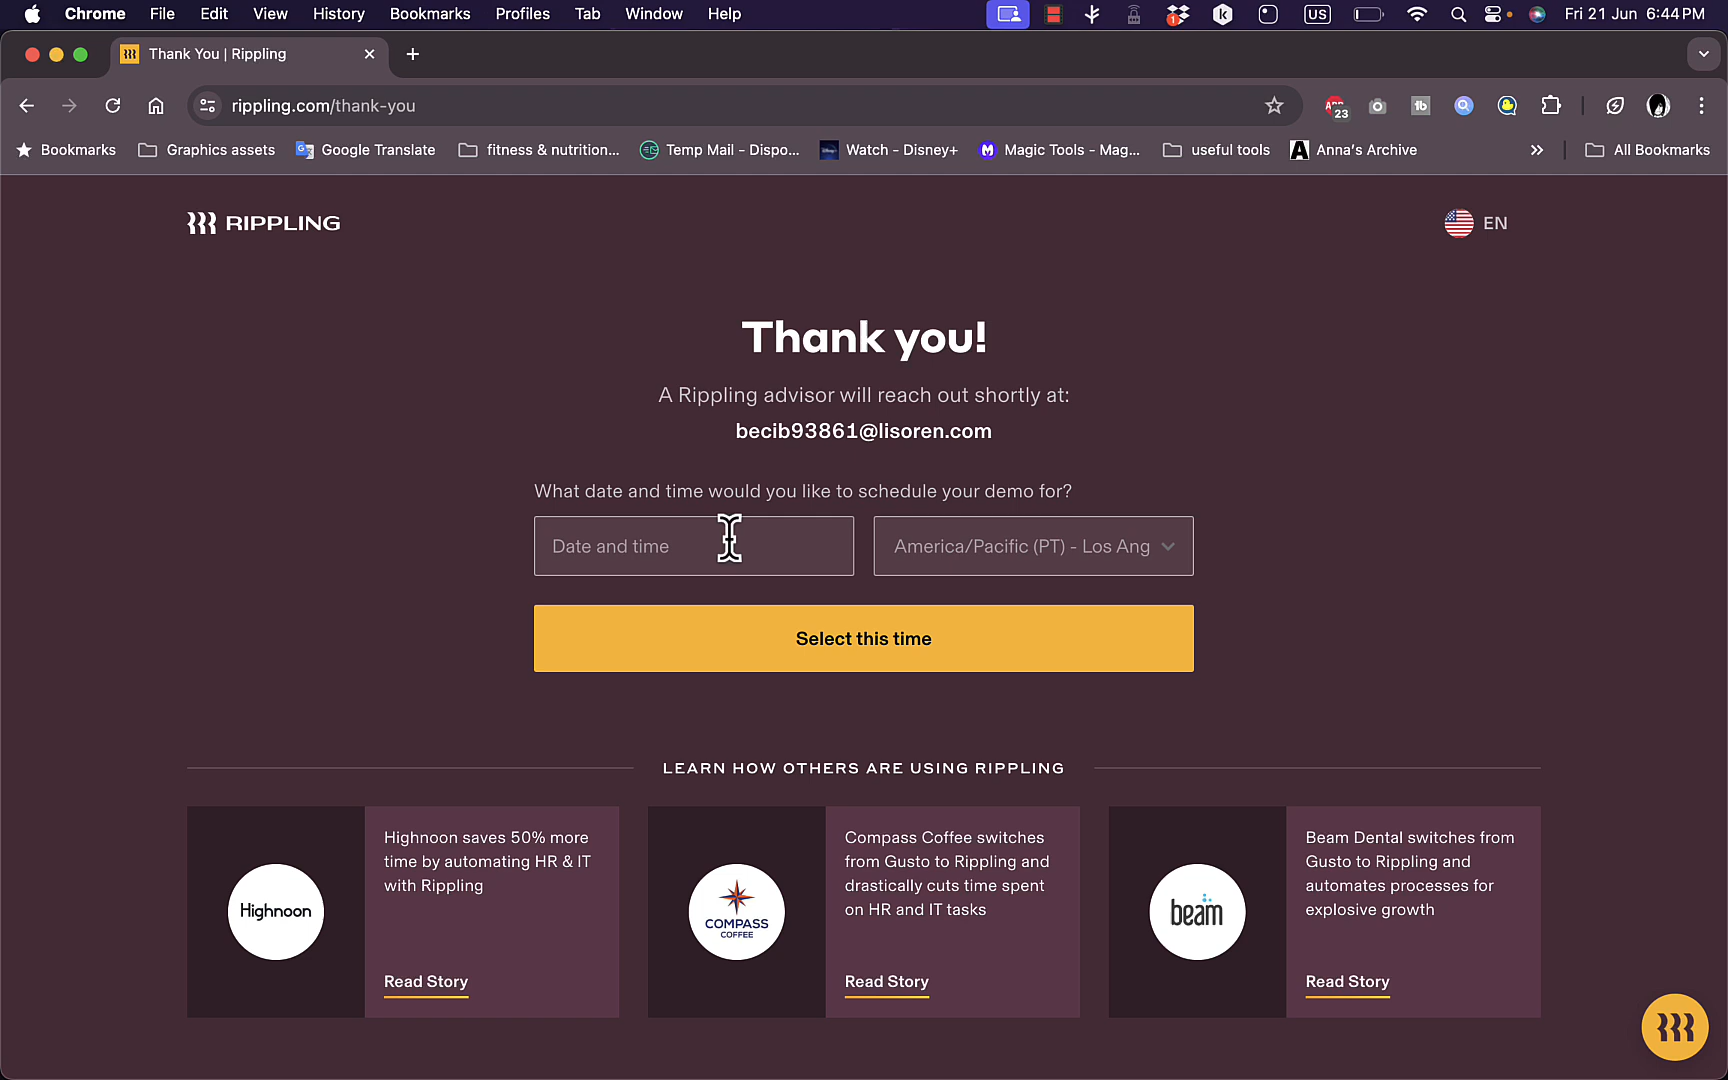 Chrome File Edit View History Bookmarks Profiles Tab Window Help 1 US Fri 21 Jun 6:44 PM
Thank You | Rippling
rippling.com/thank-you ABP 23 tb
Bookmarks Graphics assets Google Translate fitness & nutrition... Temp Mail - Dispo... Watch - Disney+ Magic Tools - Mag... useful tools Anna's Archive All Bookmarks
RIPPLING EN
Thank you!
A Rippling advisor will reach out shortly at:
becib93861@lisoren.com
What date and time would you like to schedule your demo for?
Date and time America/Pacific (PT) - Los Ang
Select this time
LEARN HOW OTHERS ARE USING RIPPLING
Highnoon
Highnoon saves 50% more
time by automating HR & IT
with Rippling
Read Story
COMPASS
COFFEE
Compass Coffee switches
from Gusto to Rippling and
drastically cuts time spent
on HR and IT tasks
Read Story
beam
Beam Dental switches from
Gusto to Rippling and
automates processes for
explosive growth
Read Story